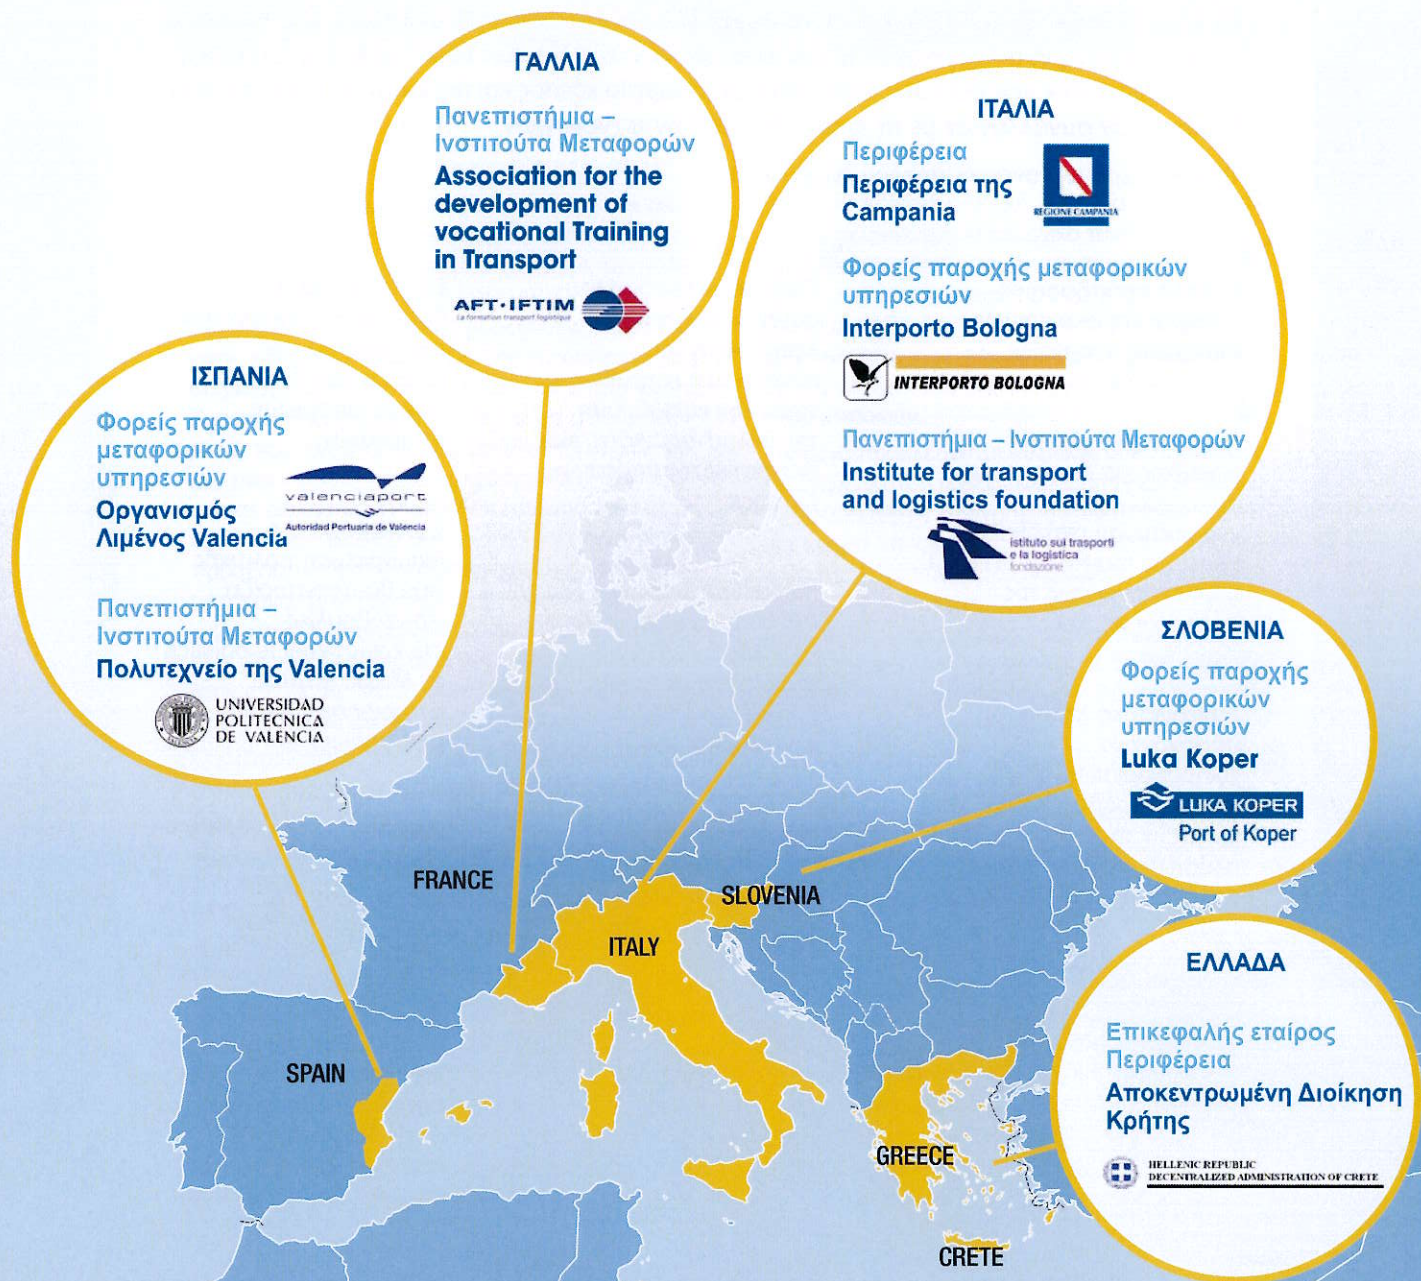 ΓΑΛΛΙΑ
Πανεπιστήμια –
Ινστιτούτα Μεταφορών
Association for the
development of
vocational Training
in Transport
AFT·IFTIM
La formation transport logistique
ΙΤΑΛΙΑ
Περιφέρεια
Περιφέρεια της
Campania
REGIONE CAMPANIA
Φορείς παροχής μεταφορικών
υπηρεσιών
Interporto Bologna
INTERPORTO BOLOGNA
Πανεπιστήμια – Ινστιτούτα Μεταφορών
Institute for transport
and logistics foundation
istituto sui trasporti
e la logistica
fondazione
ΙΣΠΑΝΙΑ
Φορείς παροχής
μεταφορικών
υπηρεσιών
Οργανισμός
Λιμένος Valencia
valenciaport
Autoridad Portuaria de Valencia
Πανεπιστήμια –
Ινστιτούτα Μεταφορών
Πολυτεχνείο της Valencia
UNIVERSIDAD
POLITECNICA
DE VALENCIA
ΣΛΟΒΕΝΙΑ
Φορείς παροχής
μεταφορικών
υπηρεσιών
Luka Koper
LUKA KOPER
Port of Koper
ΕΛΛΑΔΑ
Επικεφαλής εταίρος
Περιφέρεια
Αποκεντρωμένη Διοίκηση
Κρήτης
HELLENIC REPUBLIC
DECENTRALIZED ADMINISTRATION OF CRETE
FRANCE
SLOVENIA
ITALY
SPAIN
GREECE
CRETE